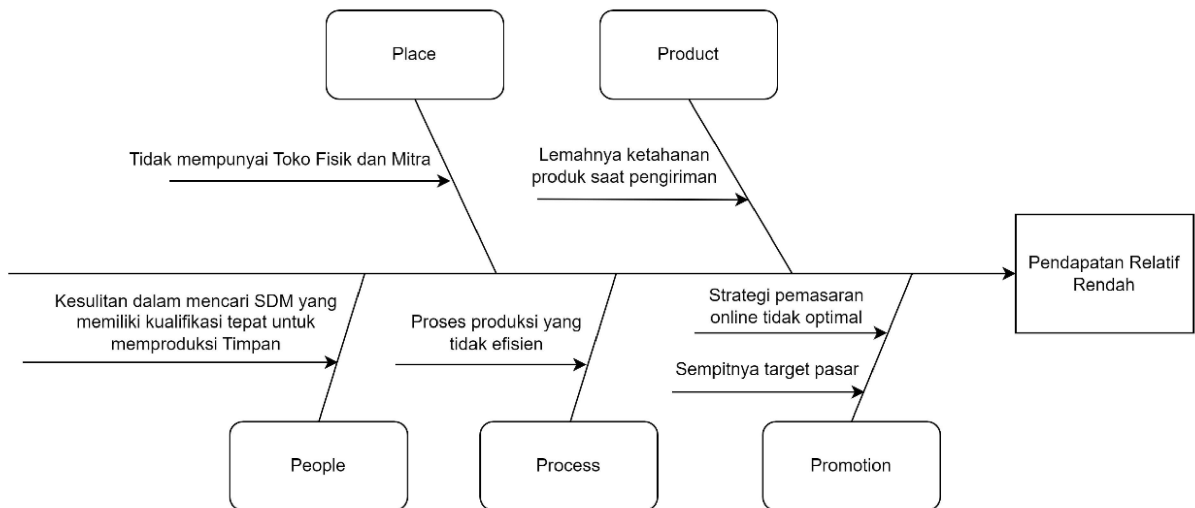 Place
Product
Tidak mempunyai Toko Fisik dan Mitra
Lemahnya ketahanan
produk saat pengiriman
Pendapatan Relatif
Rendah
Kesulitan dalam mencari SDM yang
memiliki kualifikasi tepat untuk
memproduksi Timpan
Proses produksi yang
tidak efisien
Strategi pemasaran
online tidak optimal
Sempitnya target pasar
People
Process
Promotion